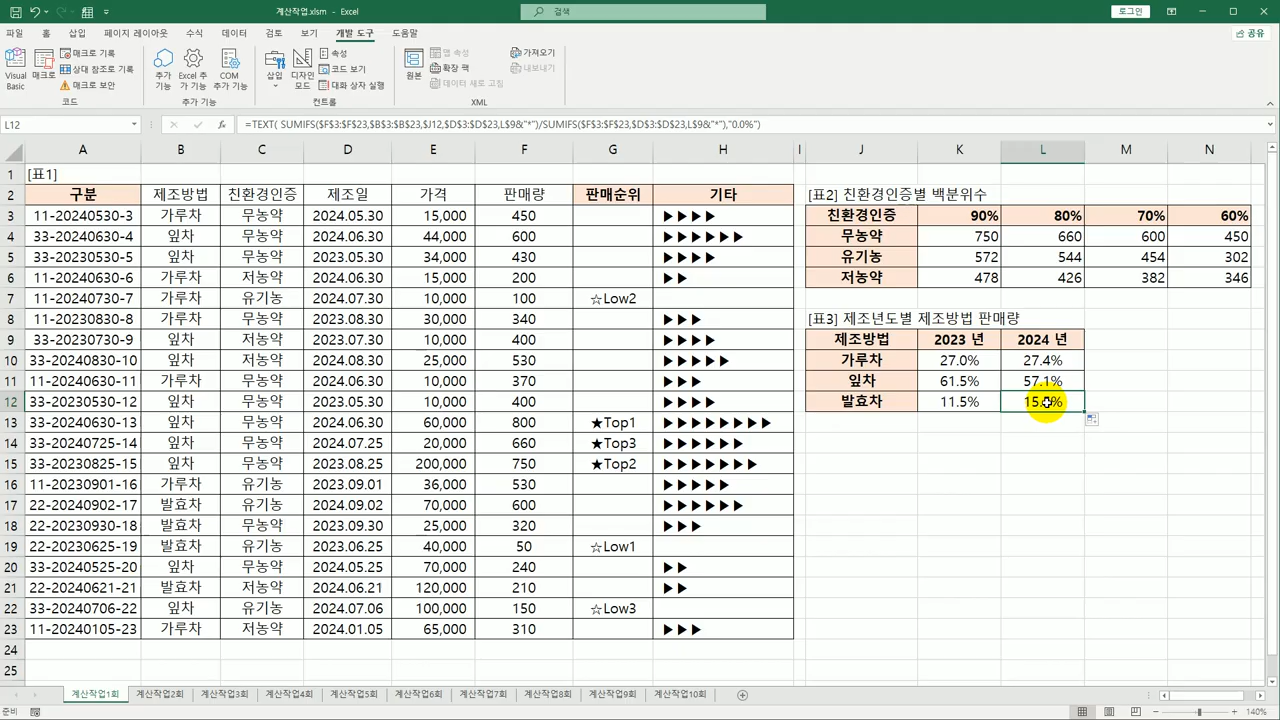 계산작업.xlsm - Excel
검색
로그인
파일 홈 삽입 페이지 레이아웃 수식 데이터 검토 보기 개발 도구 도움말
공유
Visual Basic
매크로
매크로 기록
상대 참조로 기록
매크로 보안
코드
추가 기능
Excel 추가 기능
COM 추가 기능
추가 기능
삽입
디자인 모드
속성
코드 보기
대화 상자 실행
컨트롤
원본
맵 속성
확장 팩
데이터 새로 고침
가져오기
내보내기
XML
L12
=TEXT( SUMIFS($F$3:$F$23,$B$3:$B$23,$J12,$D$3:$D$23,L$9&"*")/SUMIFS($F$3:$F$23,$D$3:$D$23,L$9&"*"),"0.0%")
A B C D E F G H I J K L M N
1 [표1]
2 구분 제조방법 친환경인증 제조일 가격 판매량 판매순위 기타 [표2] 친환경인증별 백분위수
3 11-20240530-3 가루차 무농약 2024.05.30 15,000 450 ▶▶▶▶ 친환경인증 90% 80% 70% 60%
4 33-20240630-4 잎차 무농약 2024.06.30 44,000 600 ▶▶▶▶▶▶ 무농약 750 660 600 450
5 33-20230530-5 잎차 무농약 2023.05.30 34,000 430 ▶▶▶▶ 유기농 572 544 454 302
6 11-20240630-6 가루차 저농약 2024.06.30 15,000 200 ▶▶ 저농약 478 426 382 346
7 11-20240730-7 가루차 유기농 2024.07.30 10,000 100 ☆Low2
8 11-20230830-8 가루차 무농약 2023.08.30 30,000 340 ▶▶▶ [표3] 제조년도별 제조방법 판매량
9 33-20230730-9 잎차 저농약 2023.07.30 10,000 400 ▶▶▶▶ 제조방법 2023 년 2024 년
10 33-20240830-10 잎차 저농약 2024.08.30 25,000 530 ▶▶▶▶▶ 가루차 27.0% 27.4%
11 11-20240630-11 가루차 무농약 2024.06.30 10,000 370 ▶▶▶ 잎차 61.5% 57.1%
12 33-20230530-12 잎차 무농약 2023.05.30 10,000 400 ▶▶▶▶ 발효차 11.5%
13 33-20240630-13 잎차 무농약 2024.06.30 60,000 800 ★Top1 ▶▶▶▶▶▶▶▶
14 33-20240725-14 잎차 무농약 2024.07.25 20,000 660 ★Top3 ▶▶▶▶▶▶
15 33-20230825-15 잎차 무농약 2023.08.25 200,000 750 ★Top2 ▶▶▶▶▶▶▶
16 11-20230901-16 가루차 유기농 2023.09.01 36,000 530 ▶▶▶▶▶
17 22-20240902-17 발효차 유기농 2024.09.02 70,000 600 ▶▶▶▶▶▶
18 22-20230930-18 발효차 무농약 2023.09.30 25,000 320 ▶▶▶
19 22-20230625-19 발효차 유기농 2023.06.25 40,000 50 ☆Low1
20 33-20230525-20 잎차 무농약 2023.05.25 70,000 240 ▶▶
21 22-20240621-21 발효차 저농약 2024.06.21 120,000 210 ▶▶
22 33-20240706-22 잎차 유기농 2024.07.06 100,000 150 ☆Low3
23 11-20240105-23 가루차 저농약 2024.01.05 65,000 310 ▶▶▶
24
25
계산작업1회 계산작업2회 계산작업3회 계산작업4회 계산작업5회 계산작업6회 계산작업7회 계산작업8회 계산작업9회 계산작업10회
준비
140%